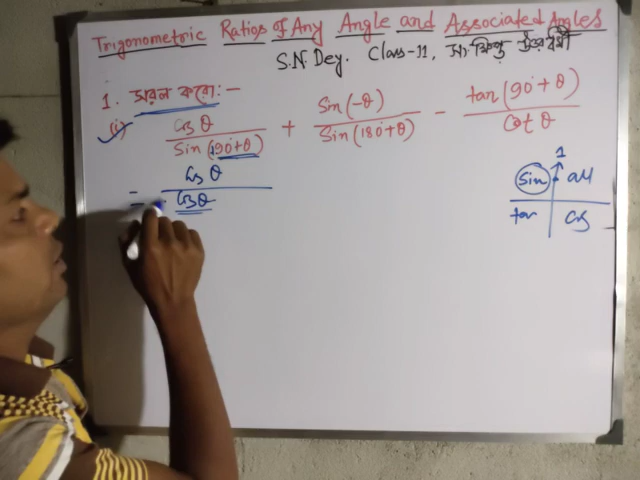 Trigonometric Ratios of Any Angle and Associated Angles
S.N. Dey. Class-11,
1. সরল করো:-
(i) cos θ / sin (90°+θ) + sin(-θ) / sin(180°+θ) - tan(90°+θ) / cot θ
= cos θ / cos θ
1
sin all
tan cos